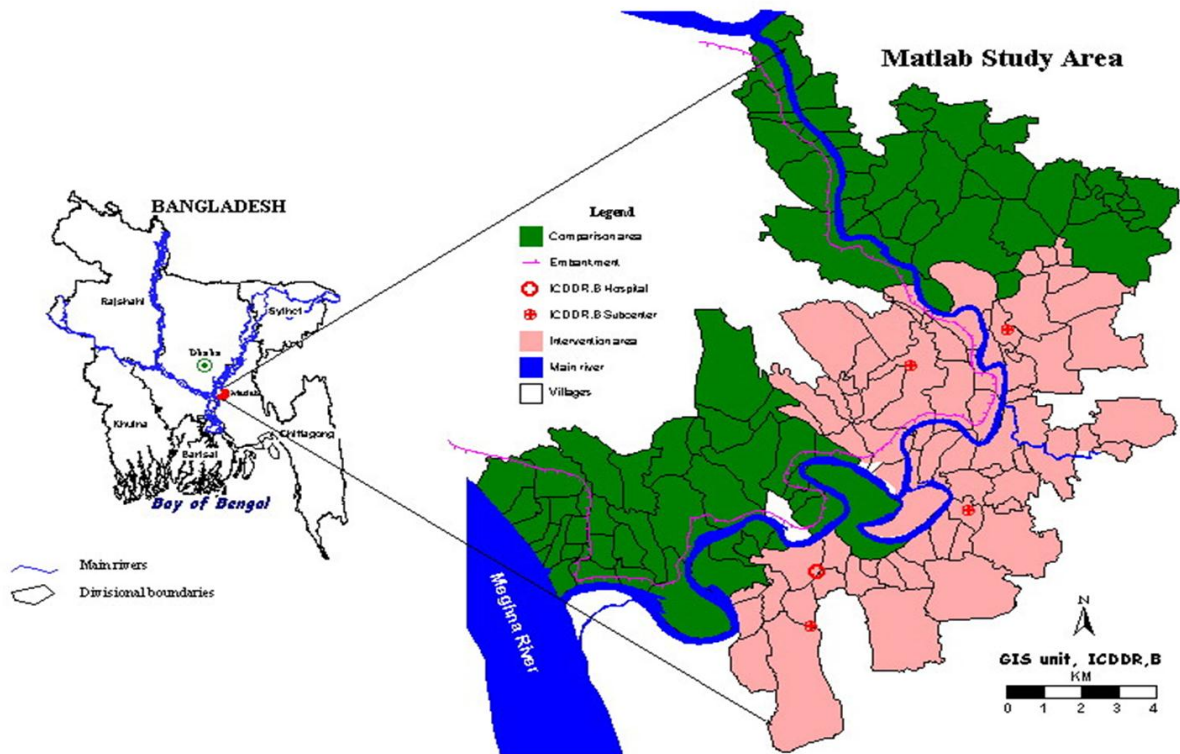 Matlab Study Area
BANGLADESH
Rajshahi
Sylhet
Dhaka
Matlab
Khulna
Barisal
Chittagong
Bay of Bengal
Main rivers
Divisional boundaries
Legend
Comparison area
Embankment
ICDDR,B Hospital
ICDDR,B Subcenter
Intervention area
Main river
Villages
Meghna River
N
GIS unit, ICDDR,B
KM
0 1 2 3 4